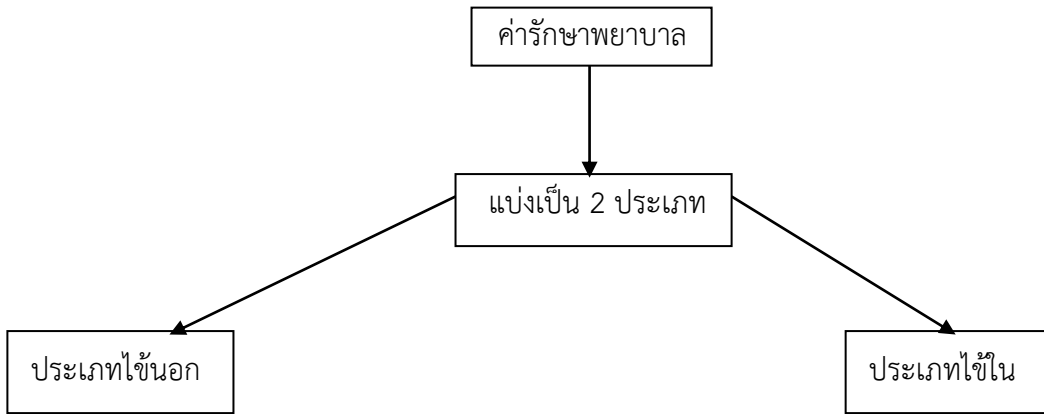 ค่ารักษาพยาบาล
แบ่งเป็น 2 ประเภท
ประเภทไข้นอก
ประเภทไข้ใน